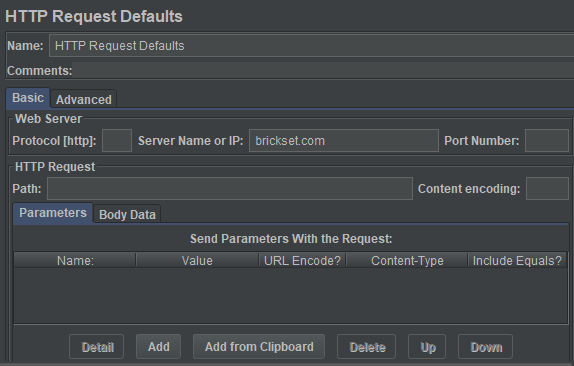 HTTP Request Defaults
Name: HTTP Request Defaults
Comments:
Basic Advanced
Web Server
Protocol [http]: Server Name or IP: brickset.com Port Number:
HTTP Request
Path: Content encoding:
Parameters Body Data
Send Parameters With the Request:
Name: Value URL Encode? Content-Type Include Equals?
Detail Add Add from Clipboard Delete Up Down